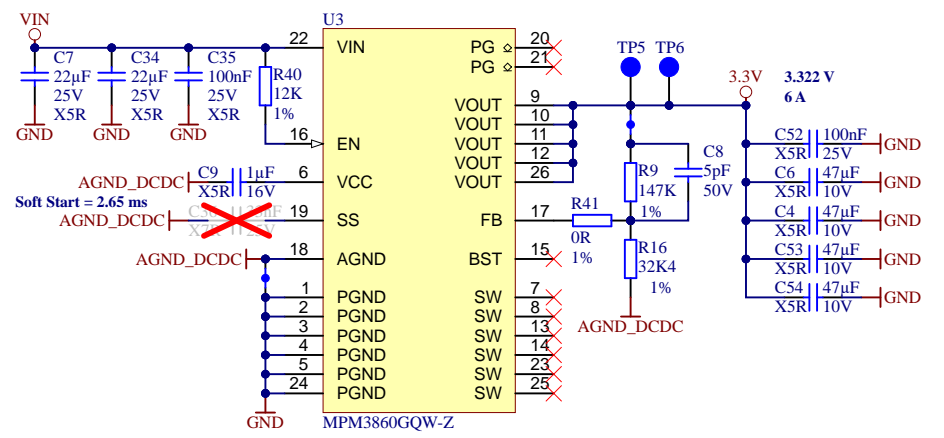 VIN
U3
C7
22µF
25V
X5R
GND
C34
22µF
25V
X5R
GND
C35
100nF
25V
X5R
GND
R40
12K
1%
22
VIN
16
EN
AGND_DCDC
C9
X5R
1µF
16V
6
VCC
Soft Start = 2.65 ms
AGND_DCDC
19
SS
AGND_DCDC
18
AGND
1
PGND
2
PGND
3
PGND
4
PGND
5
PGND
24
PGND
GND
MPM3860GQW-Z
PG
20
PG
21
VOUT
9
VOUT
10
VOUT
11
VOUT
12
VOUT
26
FB
17
BST
15
SW
7
SW
8
SW
13
SW
14
SW
23
SW
25
R41
0R
1%
TP5
TP6
R9
147K
1%
C8
5pF
50V
R16
32K4
1%
AGND_DCDC
3.3V
3.322 V
6 A
C52
100nF
X5R
25V
GND
C6
47µF
X5R
10V
GND
C4
47µF
X5R
10V
GND
C53
47µF
X5R
10V
GND
C54
47µF
X5R
10V
GND